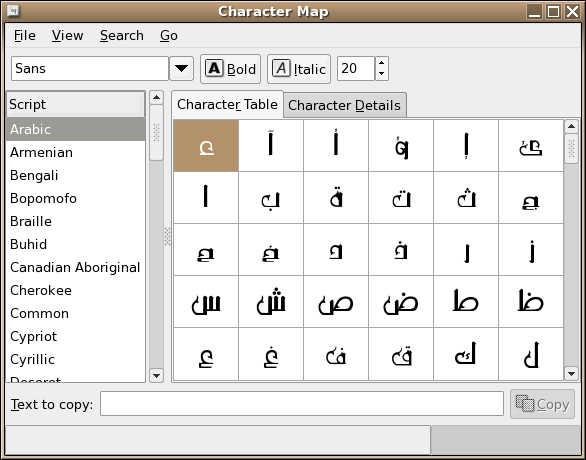 Character Map
File View Search Go
Sans Bold Italic 20
Script
Arabic
Armenian
Bengali
Bopomofo
Braille
Buhid
Canadian Aboriginal
Cherokee
Common
Cypriot
Cyrillic
Deseret
Character Table Character Details
ء آ أ ؤ إ ئ
ا ب ة ت ث ج
ح خ د ذ ر ز
س ش ص ض ط ظ
ع غ ف ق ك ل
Text to copy: Copy